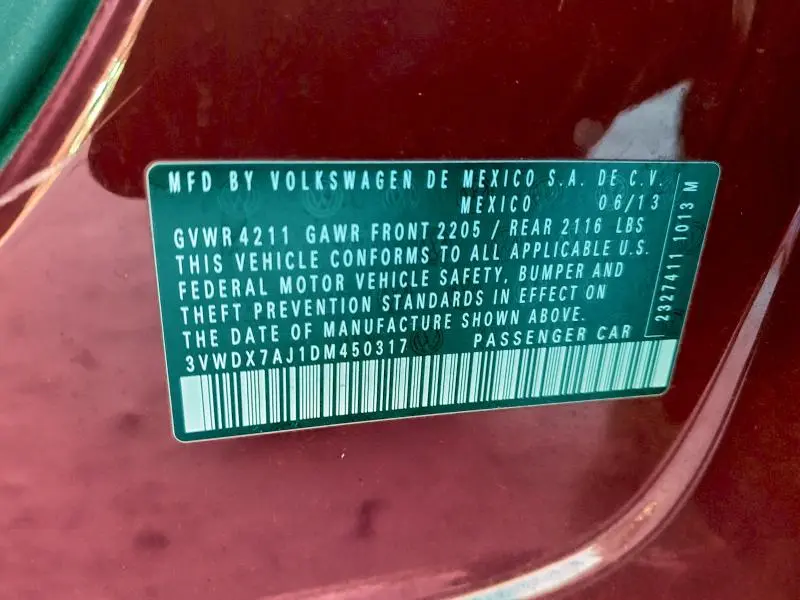 MFD BY VOLKSWAGEN DE MEXICO S.A. DE C.V.
MEXICO 06/13
GVWR 4211 GAWR FRONT 2205 / REAR 2116 LBS
THIS VEHICLE CONFORMS TO ALL APPLICABLE U.S.
FEDERAL MOTOR VEHICLE SAFETY, BUMPER AND
THEFT PREVENTION STANDARDS IN EFFECT ON
THE DATE OF MANUFACTURE SHOWN ABOVE.
3VWDX7AJ1DM450317 PASSENGER CAR
2327411 1013 M